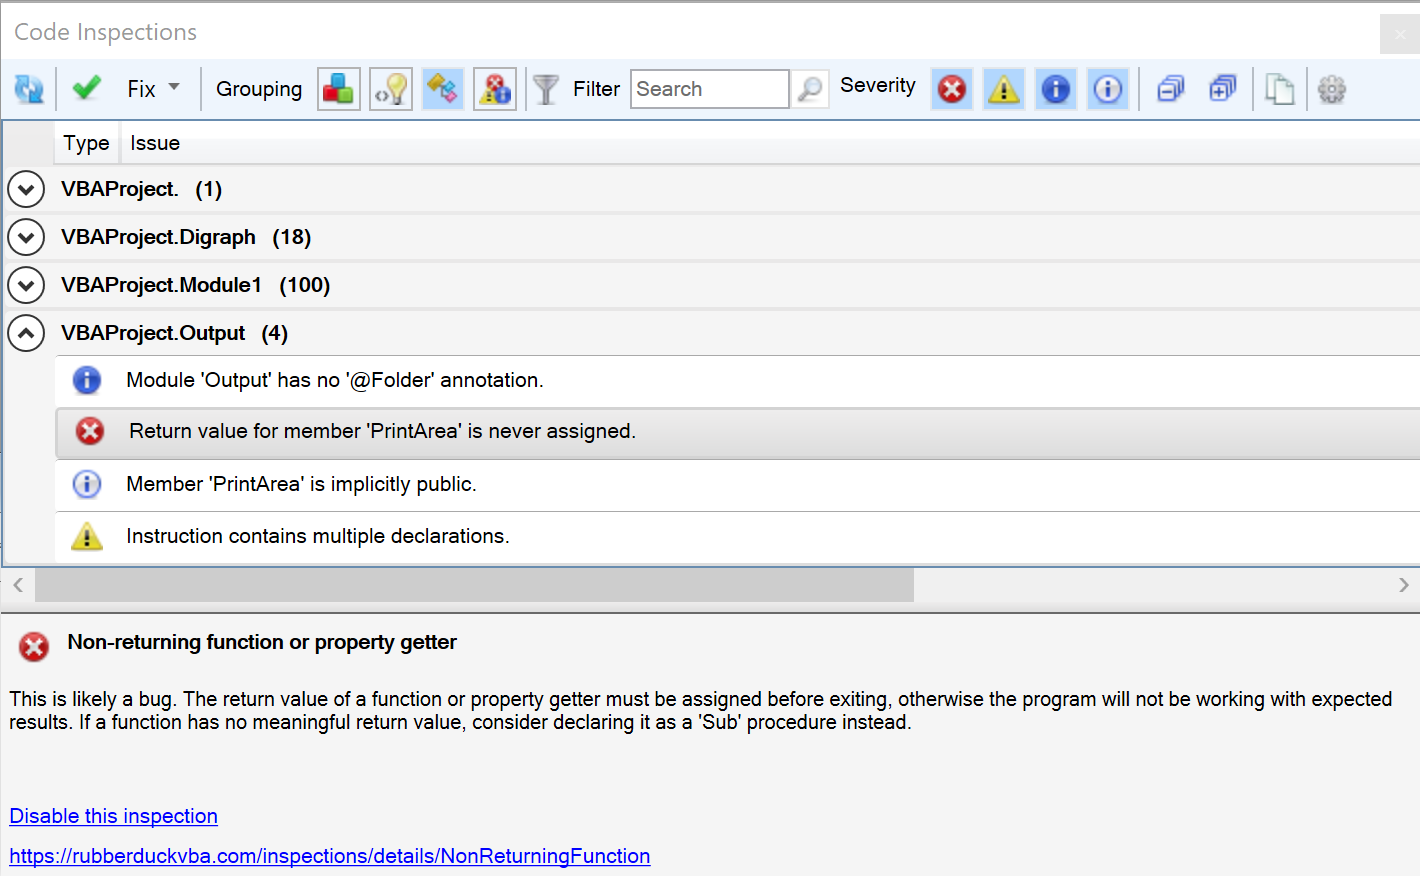 Code Inspections
Fix Grouping Filter Search Severity
Type Issue
VBAProject. (1)
VBAProject.Digraph (18)
VBAProject.Module1 (100)
VBAProject.Output (4)
Module 'Output' has no '@Folder' annotation.
Return value for member 'PrintArea' is never assigned.
Member 'PrintArea' is implicitly public.
Instruction contains multiple declarations.
Non-returning function or property getter
This is likely a bug. The return value of a function or property getter must be assigned before exiting, otherwise the program will not be working with expected
results. If a function has no meaningful return value, consider declaring it as a 'Sub' procedure instead.
Disable this inspection
https://rubberduckvba.com/inspections/details/NonReturningFunction